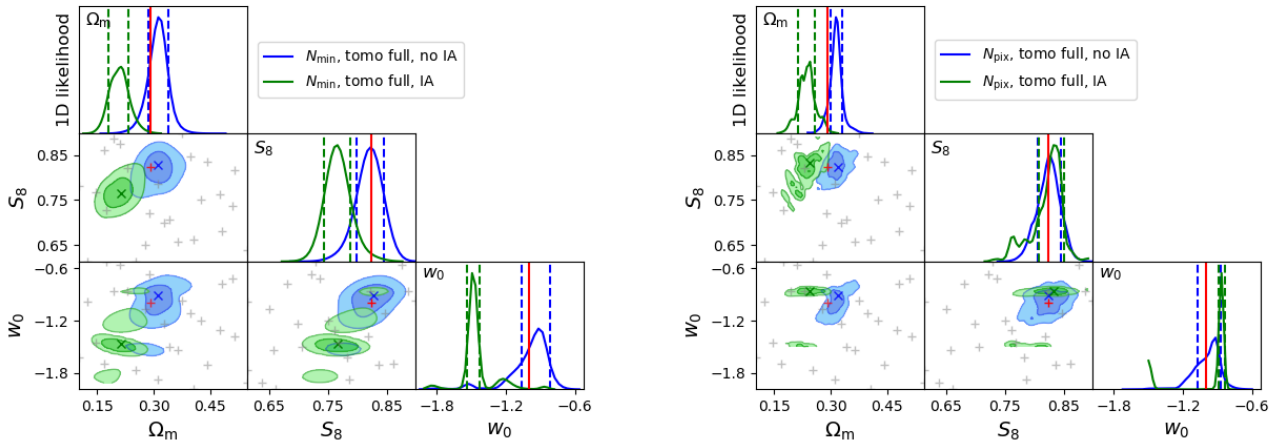 1D likelihood
Ωm
Nmin, tomo full, no IA
Nmin, tomo full, IA
S8
0.85
0.75
0.65
S8
w0
−0.6
−1.2
−1.8
w0
0.15 0.30 0.45
0.65 0.75 0.85
−1.8 −1.2 −0.6
Ωm
S8
w0
1D likelihood
Ωm
Npix, tomo full, no IA
Npix, tomo full, IA
S8
0.85
0.75
0.65
S8
w0
−0.6
−1.2
−1.8
w0
0.15 0.30 0.45
0.65 0.75 0.85
−1.8 −1.2 −0.6
Ωm
S8
w0